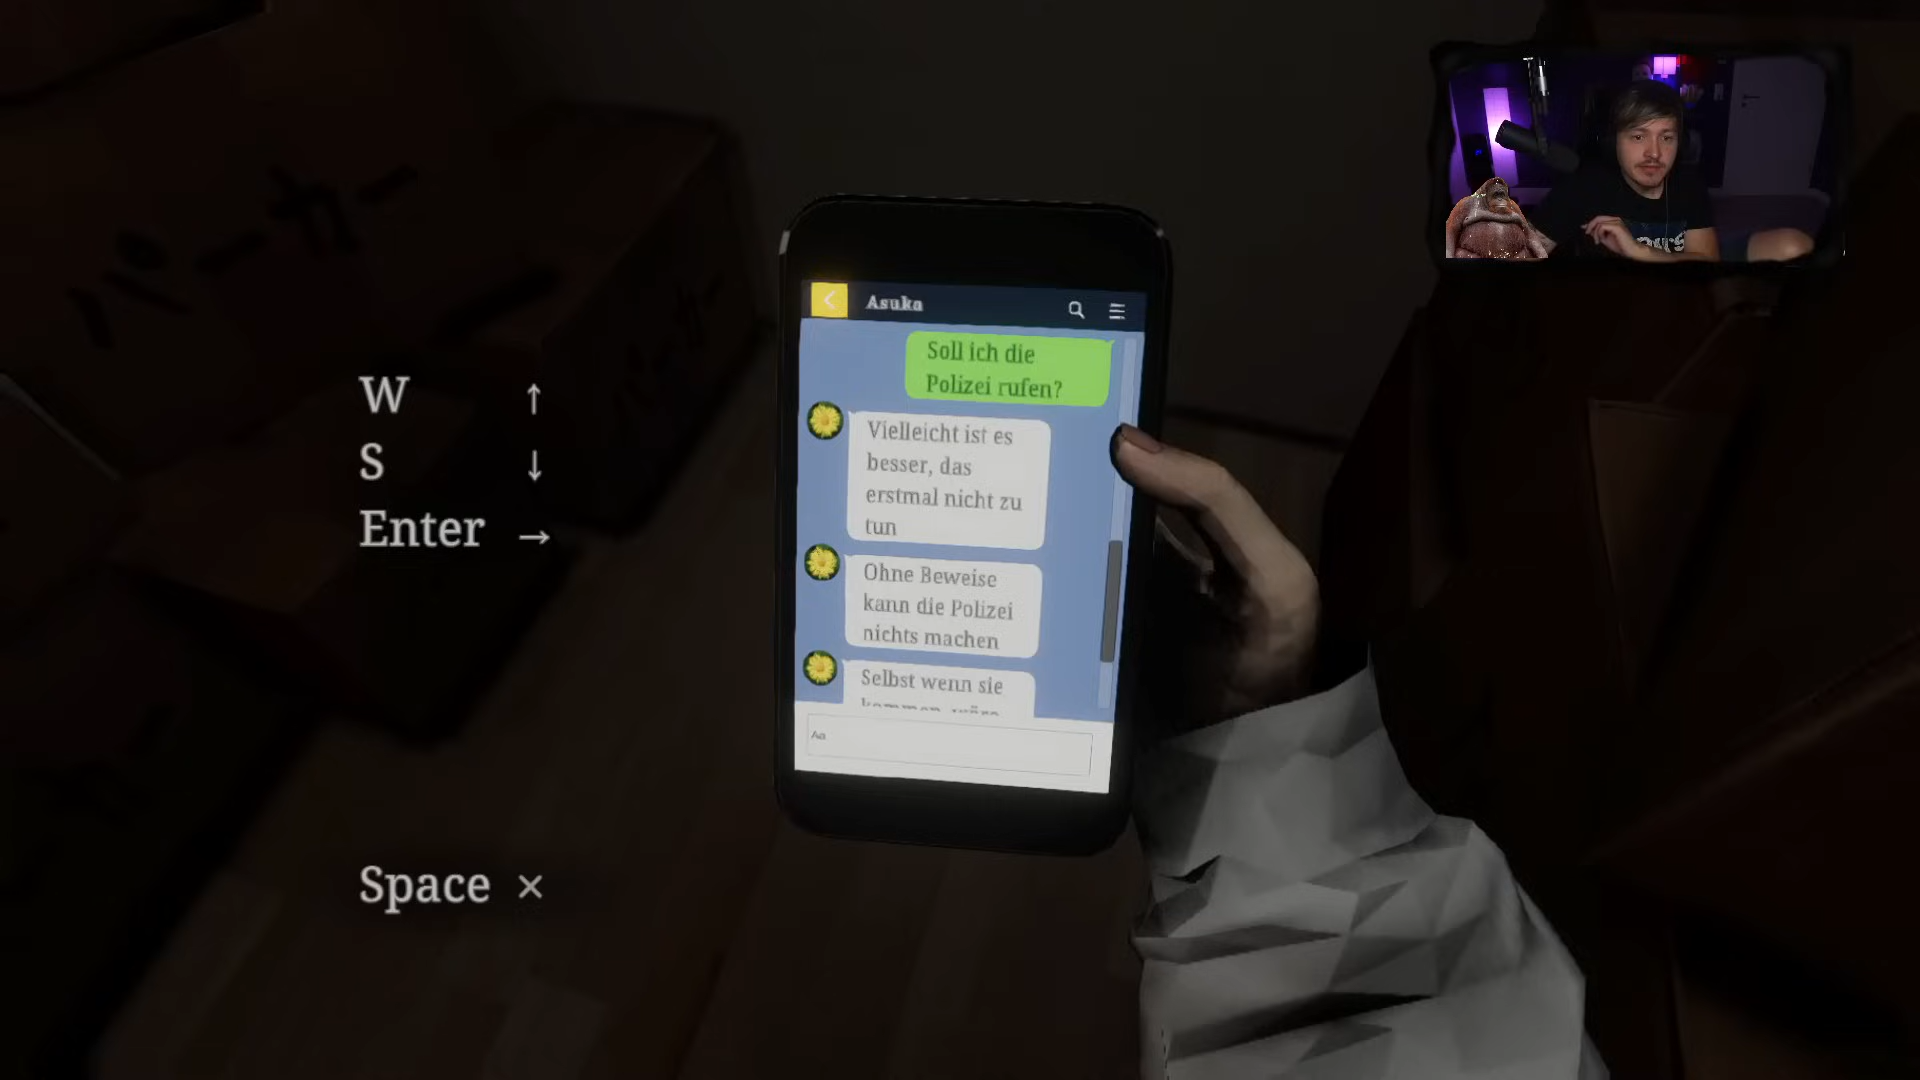 Asuka
Soll ich die
Polizei rufen?
Vielleicht ist es
besser, das
erstmal nicht zu
tun
Ohne Beweise
kann die Polizei
nichts machen
Selbst wenn sie
Aa
W ↑
S ↓
Enter →
Space ×